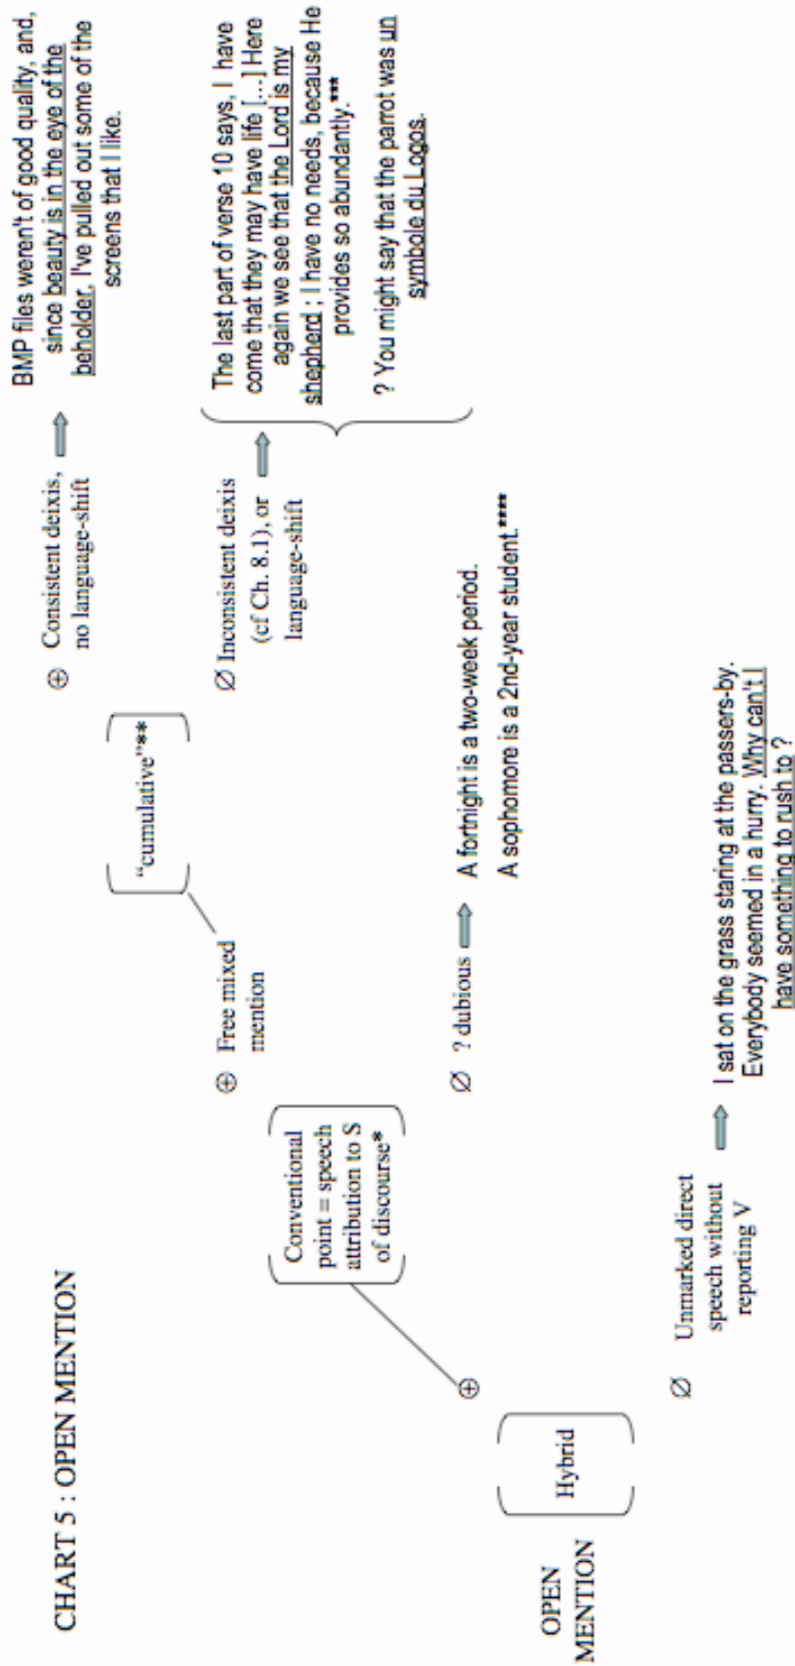 CHART 5 : OPEN MENTION
OPEN
MENTION
Hybrid
⊕
Conventional
point = speech
attribution to S
of discourse*
⊕ Free mixed
mention
“cumulative”**
⊕ Consistent deixis,
no language-shift
BMP files weren't of good quality, and,
since beauty is in the eye of the
beholder, I've pulled out some of the
screens that I like.
∅ Inconsistent deixis
(cf Ch. 8.1), or
language-shift
The last part of verse 10 says, I have
come that they may have life [...] Here
again we see that the Lord is my
shepherd ; I have no needs, because He
provides so abundantly.***
? You might say that the parrot was un
symbole du Logos.
∅ ? dubious
A fortnight is a two-week period.
A sophomore is a 2nd-year student.****
∅ Unmarked direct
speech without
reporting V
I sat on the grass staring at the passers-by.
Everybody seemed in a hurry. Why can't I
have something to rush to ?